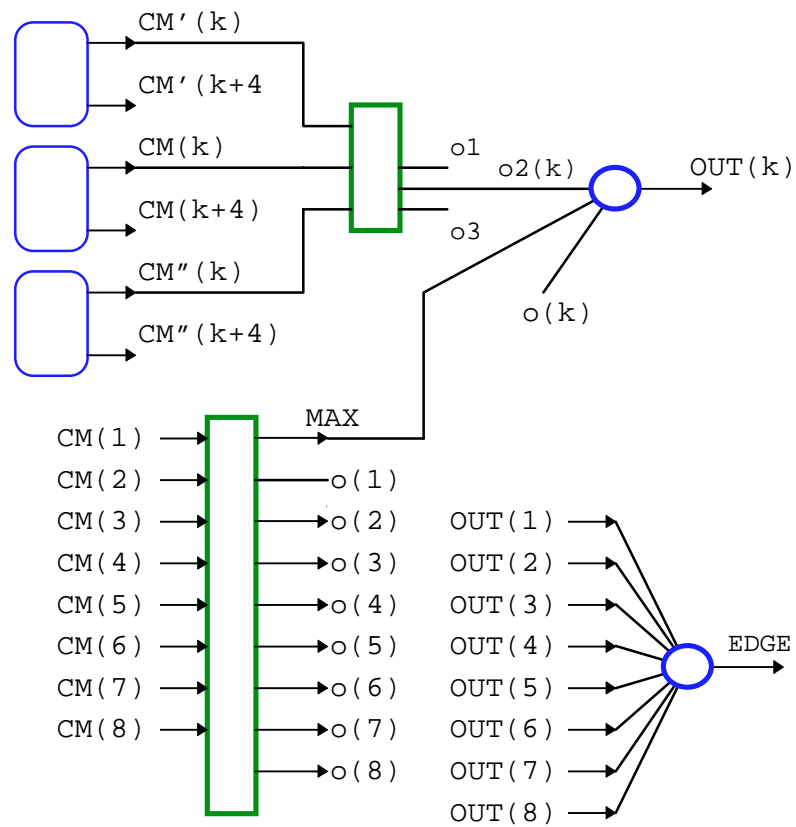 CM′(k)
CM′(k+4
CM(k)
CM(k+4)
CM″(k)
CM″(k+4)
o1
o2(k)
o3
OUT(k)
o(k)
MAX
CM(1)
CM(2)
CM(3)
CM(4)
CM(5)
CM(6)
CM(7)
CM(8)
o(1)
o(2)
o(3)
o(4)
o(5)
o(6)
o(7)
o(8)
OUT(1)
OUT(2)
OUT(3)
OUT(4)
OUT(5)
OUT(6)
OUT(7)
OUT(8)
EDGE